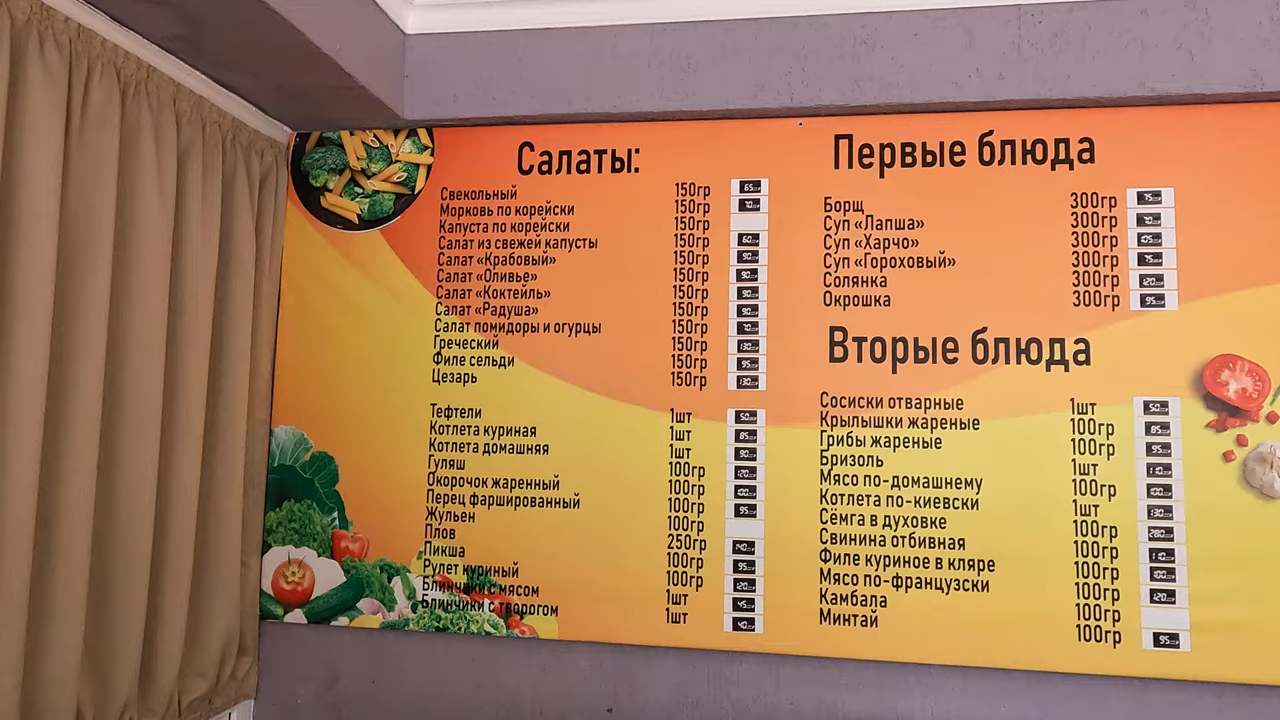 Салаты:
Свекольный 150гр 65
Морковь по корейски 150гр 70
Капуста по корейски 150гр
Салат из свежей капусты 150гр 60
Салат «Крабовый» 150гр 90
Салат «Оливье» 150гр 90
Салат «Коктейль» 150гр 90
Салат «Радуша» 150гр 90
Салат помидоры и огурцы 150гр 70
Греческий 150гр 130
Филе сельди 150гр 95
Цезарь 150гр 130
Тефтели 1шт 50
Котлета куриная 1шт 85
Котлета домашняя 1шт 90
Гуляш 100гр 120
Окорочок жаренный 100гр 100
Перец фаршированный 100гр 95
Жульен 100гр
Плов 250гр 140
Пикша 100гр 95
Рулет куриный 100гр 120
Блинчики с мясом 1шт 45
Блинчики с творогом 1шт 40
Первые блюда
Борщ 300гр 75
Суп «Лапша» 300гр 70
Суп «Харчо» 300гр 105
Суп «Гороховый» 300гр 75
Солянка 300гр 120
Окрошка 300гр 95
Вторые блюда
Сосиски отварные 1шт 50
Крылышки жареные 100гр 85
Грибы жареные 100гр 95
Бризоль 1шт 110
Мясо по-домашнему 100гр 100
Котлета по-киевски 1шт 130
Сёмга в духовке 100гр 280
Свинина отбивная 100гр 110
Филе куриное в кляре 100гр 100
Мясо по-французски 100гр 120
Камбала 100гр
Минтай 100гр 95